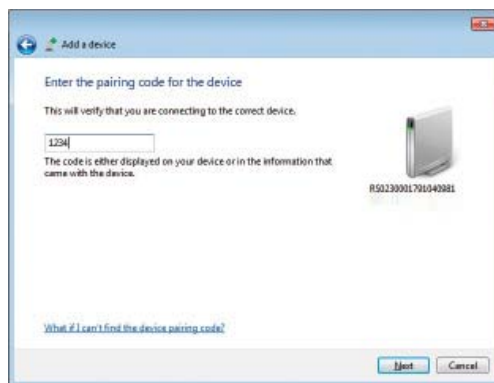 Add a device
Enter the pairing code for the device
This will verify that you are connecting to the correct device.
1234
The code is either displayed on your device or in the information that
came with the device.
RS0230001791040981
What if I can't find the device pairing code?
Next
Cancel